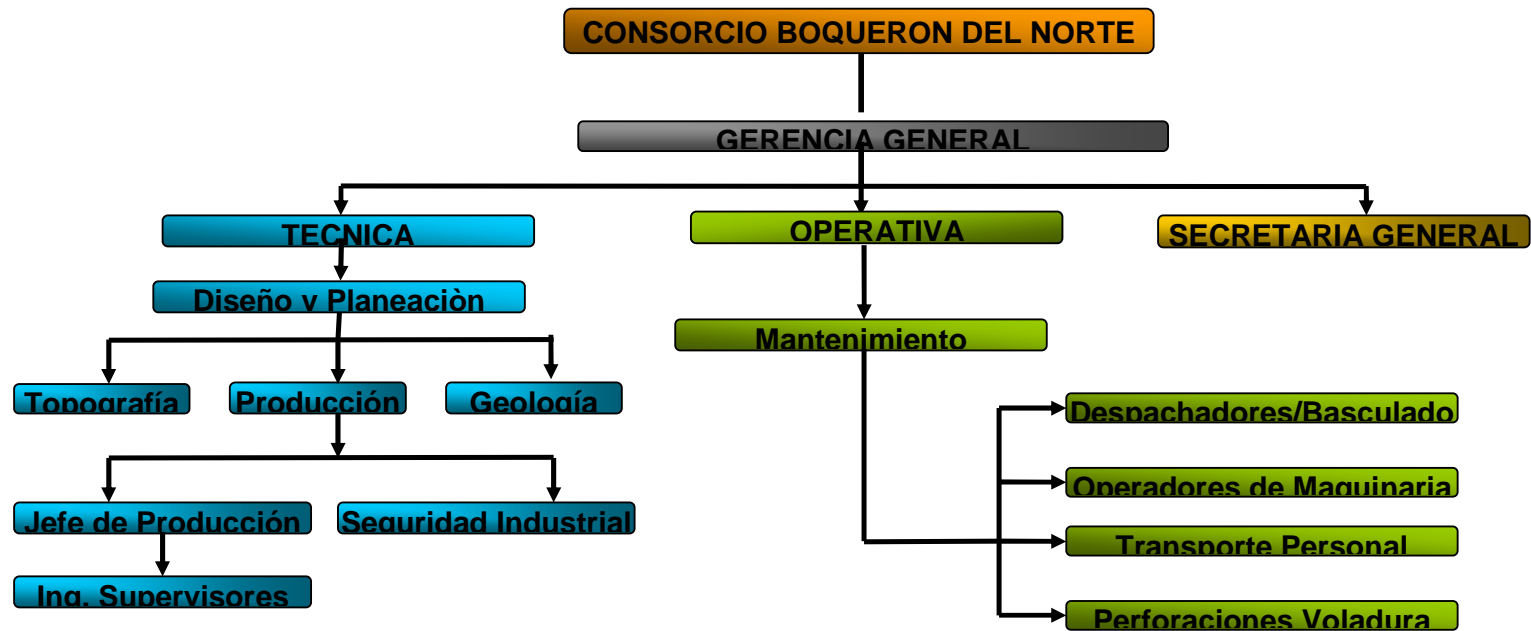 CONSORCIO BOQUERON DEL NORTE
GERENCIA GENERAL
TECNICA
OPERATIVA
SECRETARIA GENERAL
Diseño y Planeaciòn
Mantenimiento
Topografía
Producción
Geología
Despachadores/Basculado
Operadores de Maquinaria
Jefe de Producción
Seguridad Industrial
Transporte Personal
Ing. Supervisores
Perforaciones Voladura